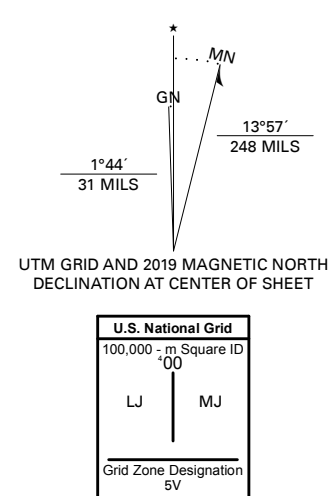 ★
MN
GN
13°57´
248 MILS
1°44´
31 MILS
UTM GRID AND 2019 MAGNETIC NORTH
DECLINATION AT CENTER OF SHEET
U.S. National Grid
100,000 - m Square ID
⁴00
LJ MJ
Grid Zone Designation
5V